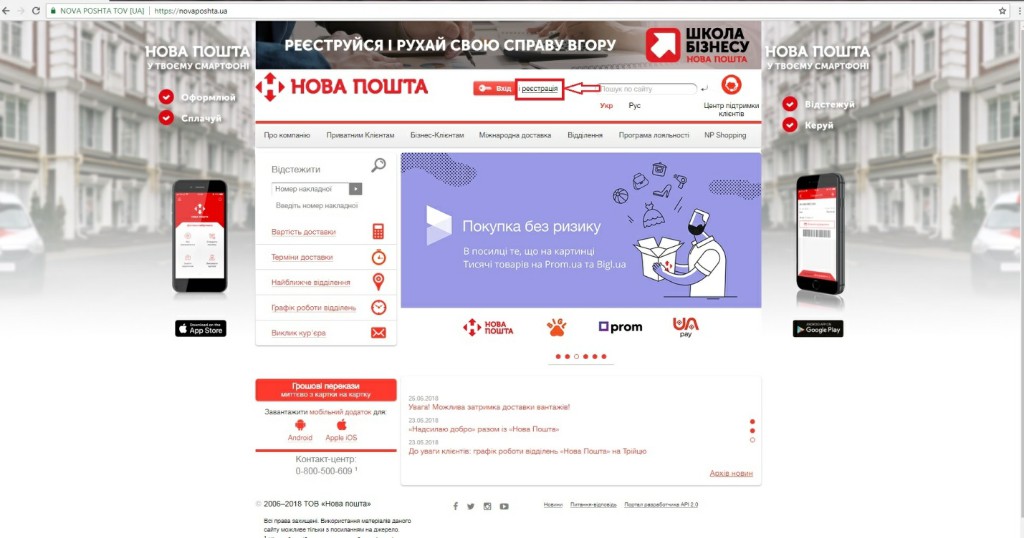 NOVA POSHTA TOV [UA] | https://novaposhta.ua
РЕЄСТРУЙСЯ І РУХАЙ СВОЮ СПРАВУ ВГОРУ
ШКОЛА
БІЗНЕСУ
НОВА ПОШТА
НОВА ПОШТА
У ТВОЄМУ СМАРТФОНІ
Оформлюй
Сплачуй
НОВА ПОШТА
У ТВОЄМУ СМАРТФОНІ
Відстежуй
Керуй
НОВА ПОШТА
Вхід
і реєстрація
Пошук по сайту
Укр Рус
Центр підтримки
клієнтів
Про компанію Приватним Клієнтам Бізнес-Клієнтам Міжнародна доставка Відділення Програма лояльності NP Shopping
Відстежити
Номер накладної
Введіть номер накладної
Вартість доставки
Терміни доставки
Найближче відділення
Графік роботи відділень
Виклик кур'єра
Покупка без ризику
В посилці те, що на картинці
Тисячі товарів на Prom.ua та Bigl.ua
НОВА
ПОШТА
prom
UA
pay
Download on the
App Store
Google Play
Грошові перекази
миттєво з картки на картку
Завантажити мобільний додаток для:
Android Apple iOS
Контакт-центр:
0-800-500-609 ¹
26.06.2018
Увага! Можлива затримка доставки вантажів!
23.05.2018
«Надсилаю добро» разом із «Нова Пошта»
23.05.2018
До уваги клієнтів: графік роботи відділень «Нова Пошта» на Трійцю
Архів новин
© 2006–2018 ТОВ «Нова пошта»
Новини Питання-відповідь Портал разработчика API 2.0
Всі права захищені. Використання матеріалів даного
сайту можливе тільки з посиланням на джерело.